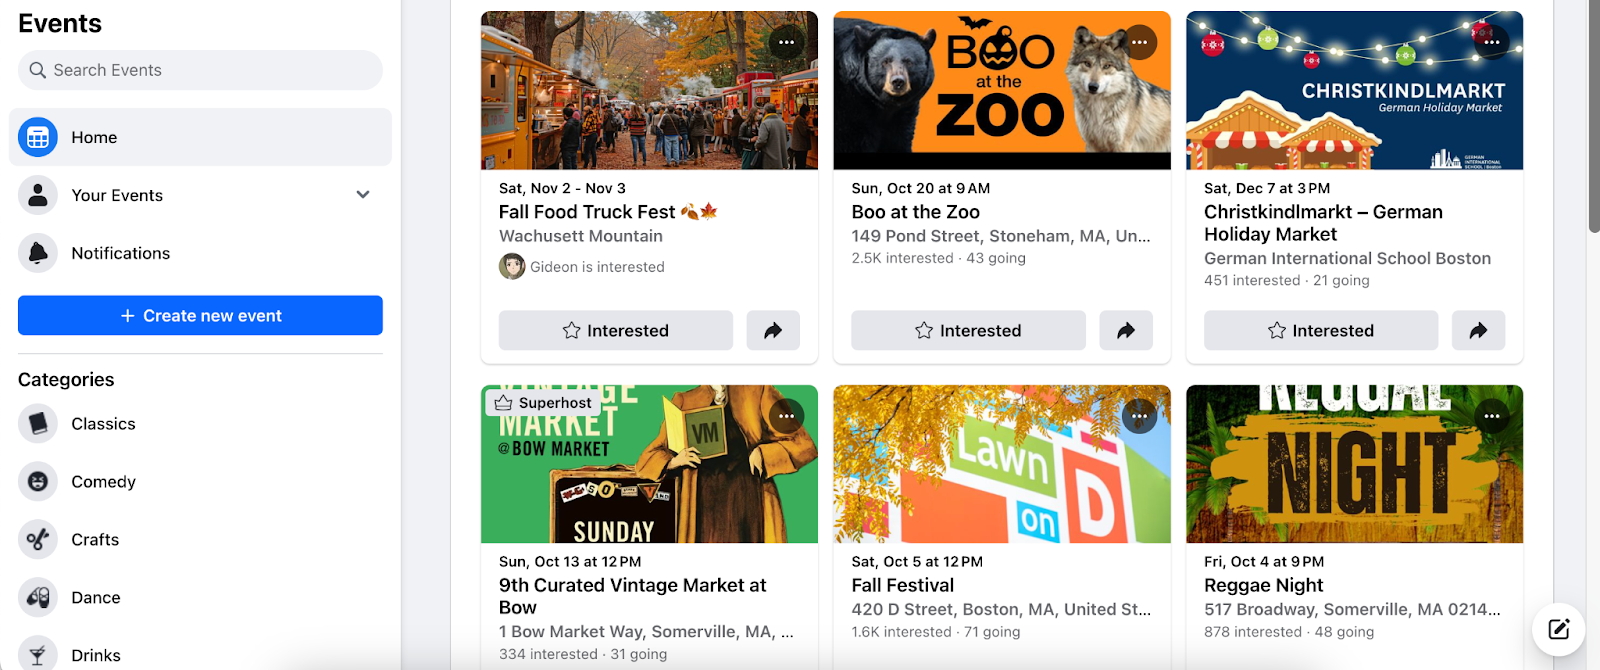 Events
Search Events
Home
Your Events
Notifications
+ Create new event
Categories
Classics
Comedy
Crafts
Dance
Drinks
Sat, Nov 2 - Nov 3
Fall Food Truck Fest 🍂🍁
Wachusett Mountain
Gideon is interested
Interested
BOO
at the
ZOO
Sun, Oct 20 at 9 AM
Boo at the Zoo
149 Pond Street, Stoneham, MA, Un...
2.5K interested · 43 going
Interested
CHRISTKINDLMARKT
German Holiday Market
GERMAN
INTERNATIONAL
SCHOOL Boston
Sat, Dec 7 at 3 PM
Christkindlmarkt – German
Holiday Market
German International School Boston
451 interested · 21 going
Interested
Superhost
VINTAGE
MARKET
@BOW MARKET
VM
SUNDAY
Sun, Oct 13 at 12 PM
9th Curated Vintage Market at
Bow
1 Bow Market Way, Somerville, MA, ...
334 interested · 31 going
Lawn
on
D
Sat, Oct 5 at 12 PM
Fall Festival
420 D Street, Boston, MA, United St...
1.6K interested · 71 going
REGGAE
NIGHT
Fri, Oct 4 at 9 PM
Reggae Night
517 Broadway, Somerville, MA 0214...
878 interested · 48 going